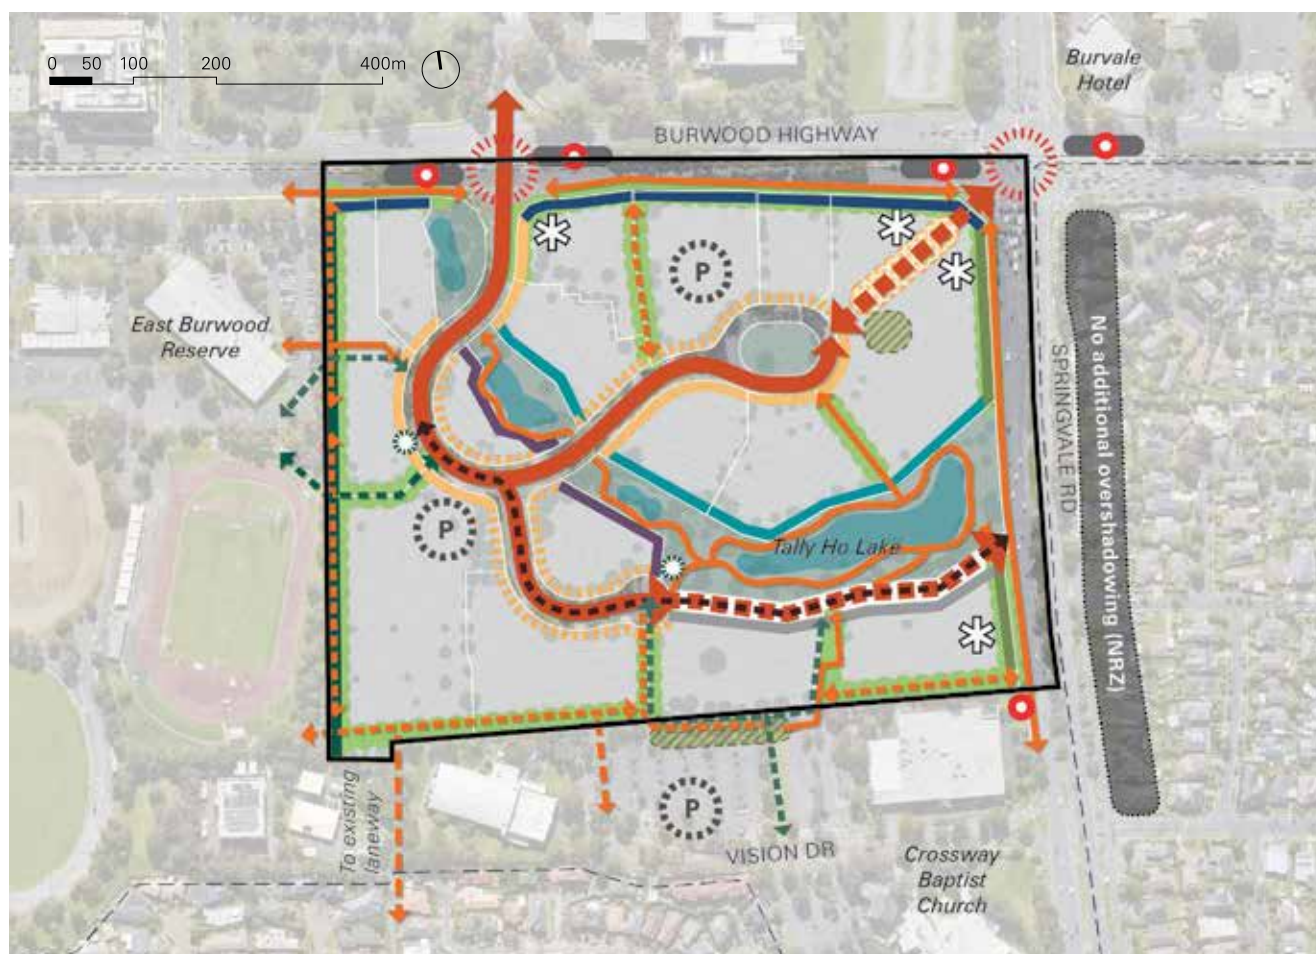 0 50 100 200 400m
Burvale
Hotel
BURWOOD HIGHWAY
P
East Burwood
Reserve
SPRINGVALE RD
No additional overshadowing (NRZ)
P
Tally Ho Lake
To existing
laneway
P
VISION DR
Crossway
Baptist
Church